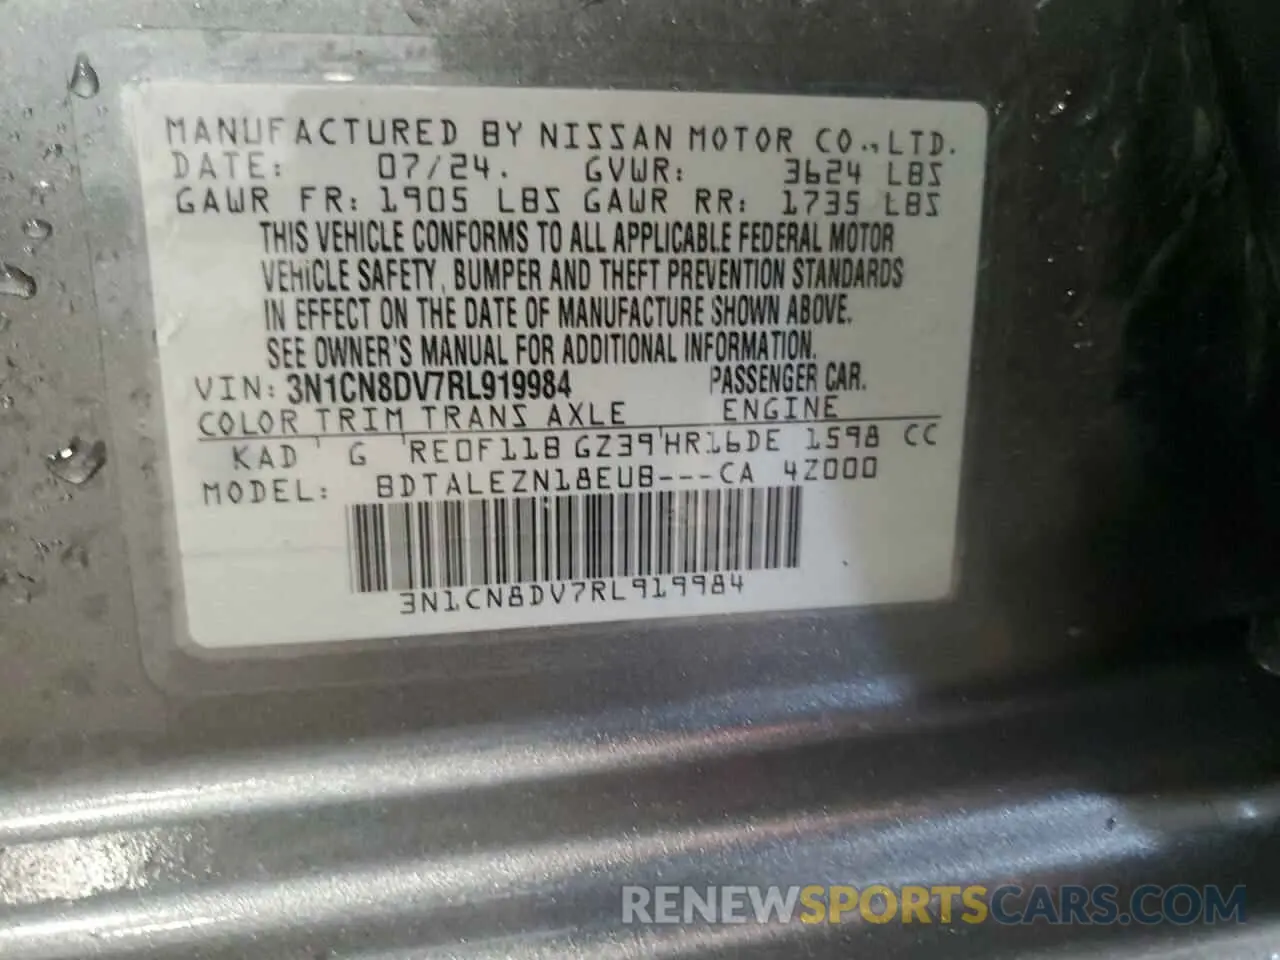 MANUFACTURED BY NISSAN MOTOR CO.,LTD.
DATE: 07/24. GVWR: 3624 LBS
GAWR FR: 1905 LBS GAWR RR: 1735 LBS
THIS VEHICLE CONFORMS TO ALL APPLICABLE FEDERAL MOTOR
VEHICLE SAFETY, BUMPER AND THEFT PREVENTION STANDARDS
IN EFFECT ON THE DATE OF MANUFACTURE SHOWN ABOVE.
SEE OWNER'S MANUAL FOR ADDITIONAL INFORMATION.
VIN: 3N1CN8DV7RL919984 PASSENGER CAR.
COLOR TRIM TRANS AXLE ENGINE
KAD G RE0F11B GZ39 HR16DE 1598 CC
MODEL: BDTALEZN18EUB---CA 4Z000
3N1CN8DV7RL919984
RENEWSPORTSCARS.COM